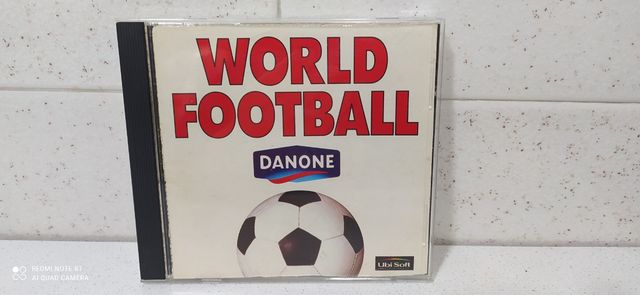 WORLD
FOOTBALL
DANONE
Ubi Soft
REDMI NOTE 8T
AI QUAD CAMERA